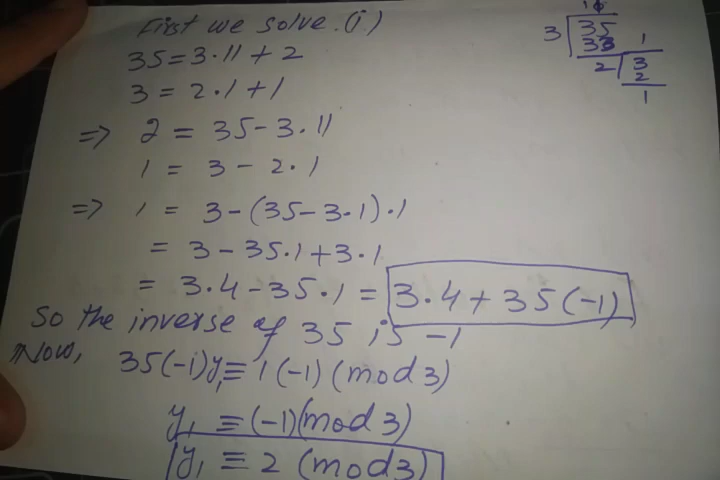 First we solve. (i.)
35 = 3·11 + 2
3 = 2·1 + 1
⇒ 2 = 35 - 3·11
1 = 3 - 2·1
⇒ 1 = 3 - (35 - 3·1)·1
= 3 - 35·1 + 3·1
= 3·4 - 35·1 = 3·4 + 35(-1)
So the inverse of 35 is -1
Now,
35(-1)y₁ ≡ 1(-1) (mod 3)
y₁ ≡ (-1)(mod 3)
y₁ ≡ 2 (mod 3)
3 35
33 1
2 3
2
1